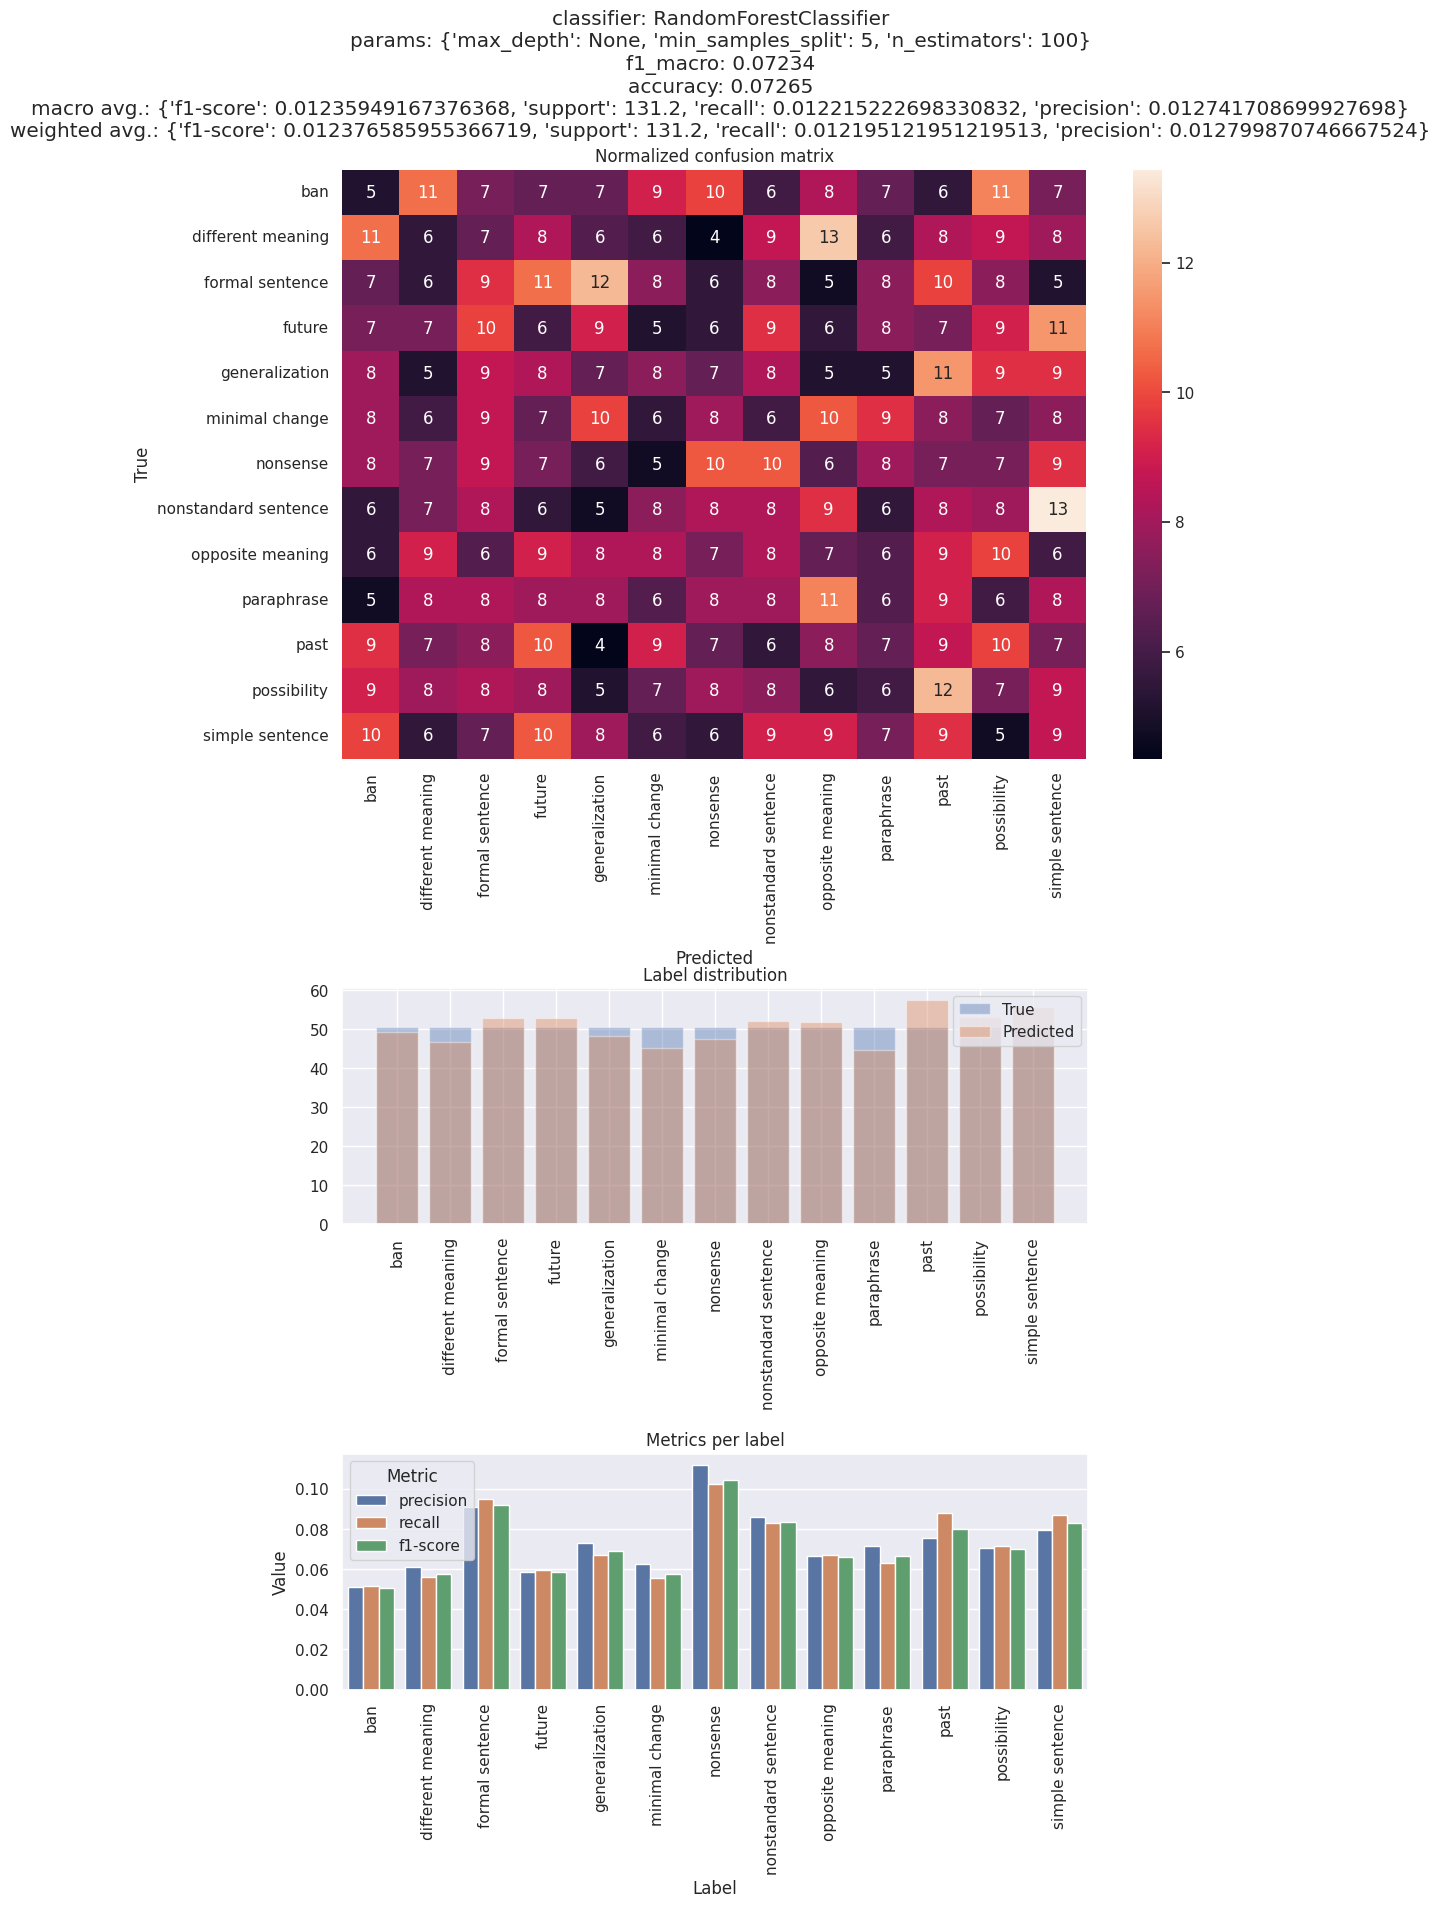 classifier: RandomForestClassifier
params: {'max_depth': None, 'min_samples_split': 5, 'n_estimators': 100}
f1_macro: 0.07234
accuracy: 0.07265
macro avg.: {'f1-score': 0.01235949167376368, 'support': 131.2, 'recall': 0.012215222698330832, 'precision': 0.012741708699927698}
weighted avg.: {'f1-score': 0.012376585955366719, 'support': 131.2, 'recall': 0.012195121951219513, 'precision': 0.012799870746667524}
Normalized confusion matrix
True
ban 5 11 7 7 7 9 10 6 8 7 6 11 7
different meaning 11 6 7 8 6 6 4 9 13 6 8 9 8
formal sentence 7 6 9 11 12 8 6 8 5 8 10 8 5
future 7 7 10 6 9 5 6 9 6 8 7 9 11
generalization 8 5 9 8 7 8 7 8 5 5 11 9 9
minimal change 8 6 9 7 10 6 8 6 10 9 8 7 8
nonsense 8 7 9 7 6 5 10 10 6 8 7 7 9
nonstandard sentence 6 7 8 6 5 8 8 8 9 6 8 8 13
opposite meaning 6 9 6 9 8 8 7 8 7 6 9 10 6
paraphrase 5 8 8 8 8 6 8 8 11 6 9 6 8
past 9 7 8 10 4 9 7 6 8 7 9 10 7
possibility 9 8 8 8 5 7 8 8 6 6 12 7 9
simple sentence 10 6 7 10 8 6 6 9 9 7 9 5 9
12
10
8
6
ban
different meaning
formal sentence
future
generalization
minimal change
nonsense
nonstandard sentence
opposite meaning
paraphrase
past
possibility
simple sentence
Predicted
Label distribution
60
50
40
30
20
10
0
True
Predicted
ban
different meaning
formal sentence
future
generalization
minimal change
nonsense
nonstandard sentence
opposite meaning
paraphrase
past
possibility
simple sentence
Metrics per label
Value
0.10
0.08
0.06
0.04
0.02
0.00
Metric
precision
recall
f1-score
ban
different meaning
formal sentence
future
generalization
minimal change
nonsense
nonstandard sentence
opposite meaning
paraphrase
past
possibility
simple sentence
Label